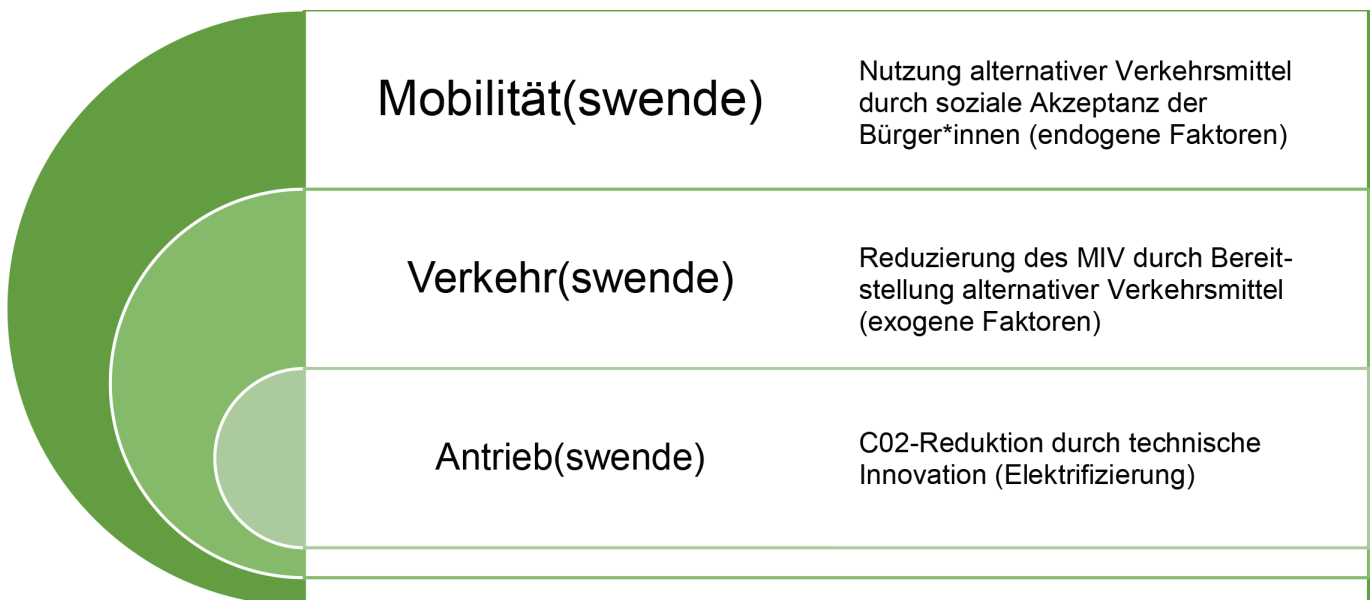 Mobilität(swende)
Nutzung alternativer Verkehrsmittel
durch soziale Akzeptanz der
Bürger*innen (endogene Faktoren)
Verkehr(swende)
Reduzierung des MIV durch Bereit-
stellung alternativer Verkehrsmittel
(exogene Faktoren)
Antrieb(swende)
C02-Reduktion durch technische
Innovation (Elektrifizierung)